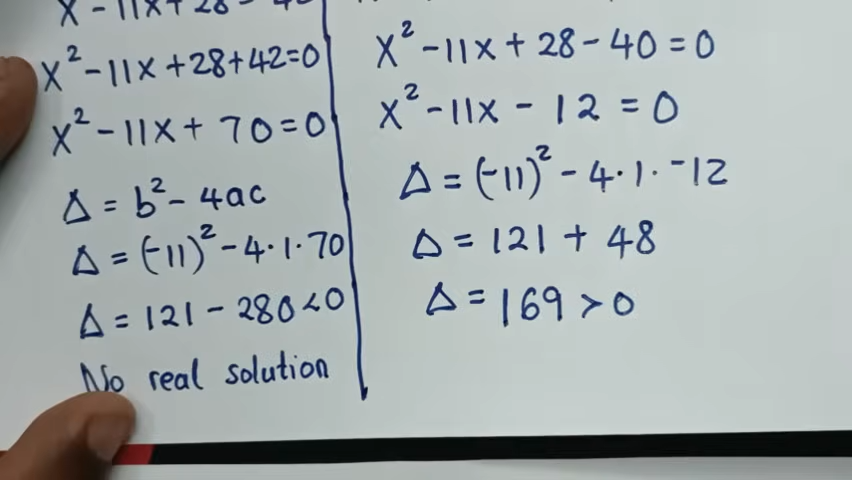 x² - 11x + 28 + 42 = 0
x² - 11x + 70 = 0
Δ = b² - 4ac
Δ = (-11)² - 4·1·70
Δ = 121 - 280 < 0
No real solution
x² - 11x + 28 - 40 = 0
x² - 11x - 12 = 0
Δ = (-11)² - 4·1·-12
Δ = 121 + 48
Δ = 169 > 0